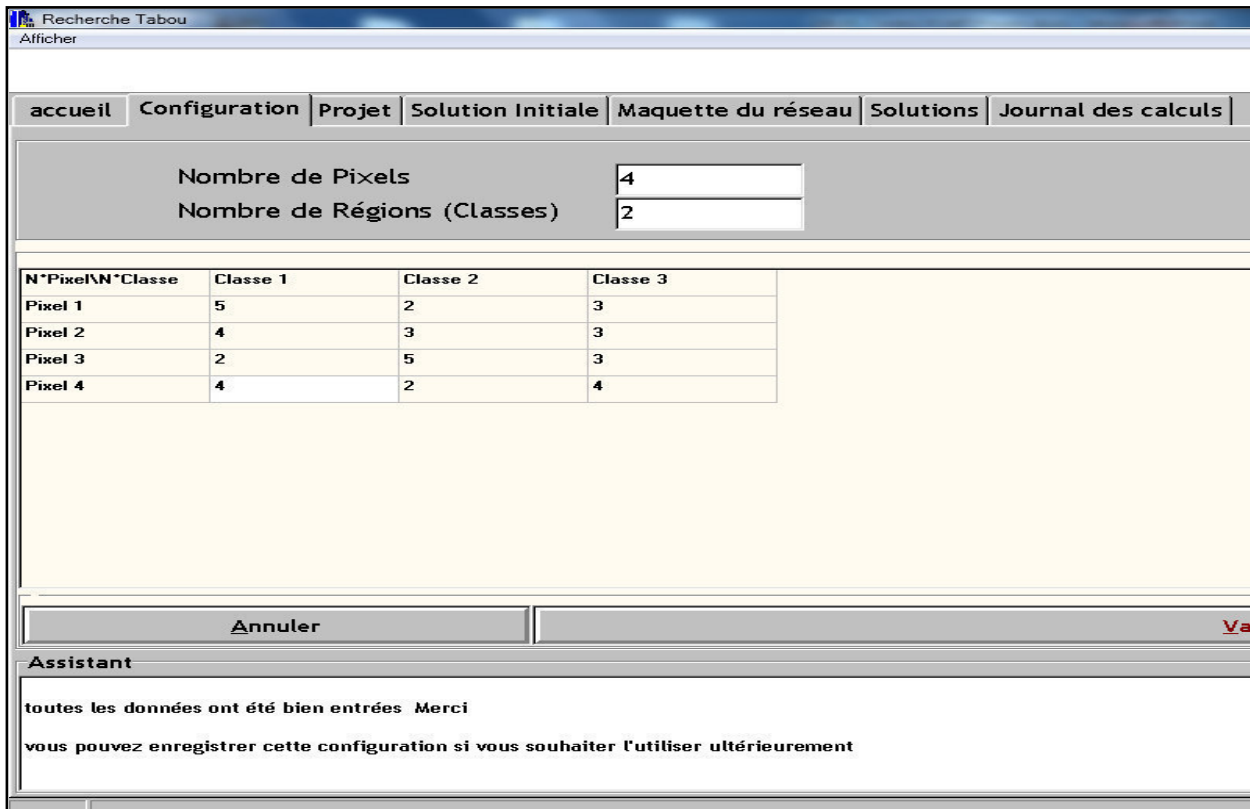 Recherche Tabou
Afficher
accueil Configuration Projet Solution Initiale Maquette du réseau Solutions Journal des calculs
Nombre de Pixels 4
Nombre de Régions (Classes) 2
N°Pixel\N°Classe Classe 1 Classe 2 Classe 3
Pixel 1 5 2 3
Pixel 2 4 3 3
Pixel 3 2 5 3
Pixel 4 4 2 4
Annuler Va
Assistant
toutes les données ont été bien entrées Merci
vous pouvez enregistrer cette configuration si vous souhaiter l'utiliser ultérieurement